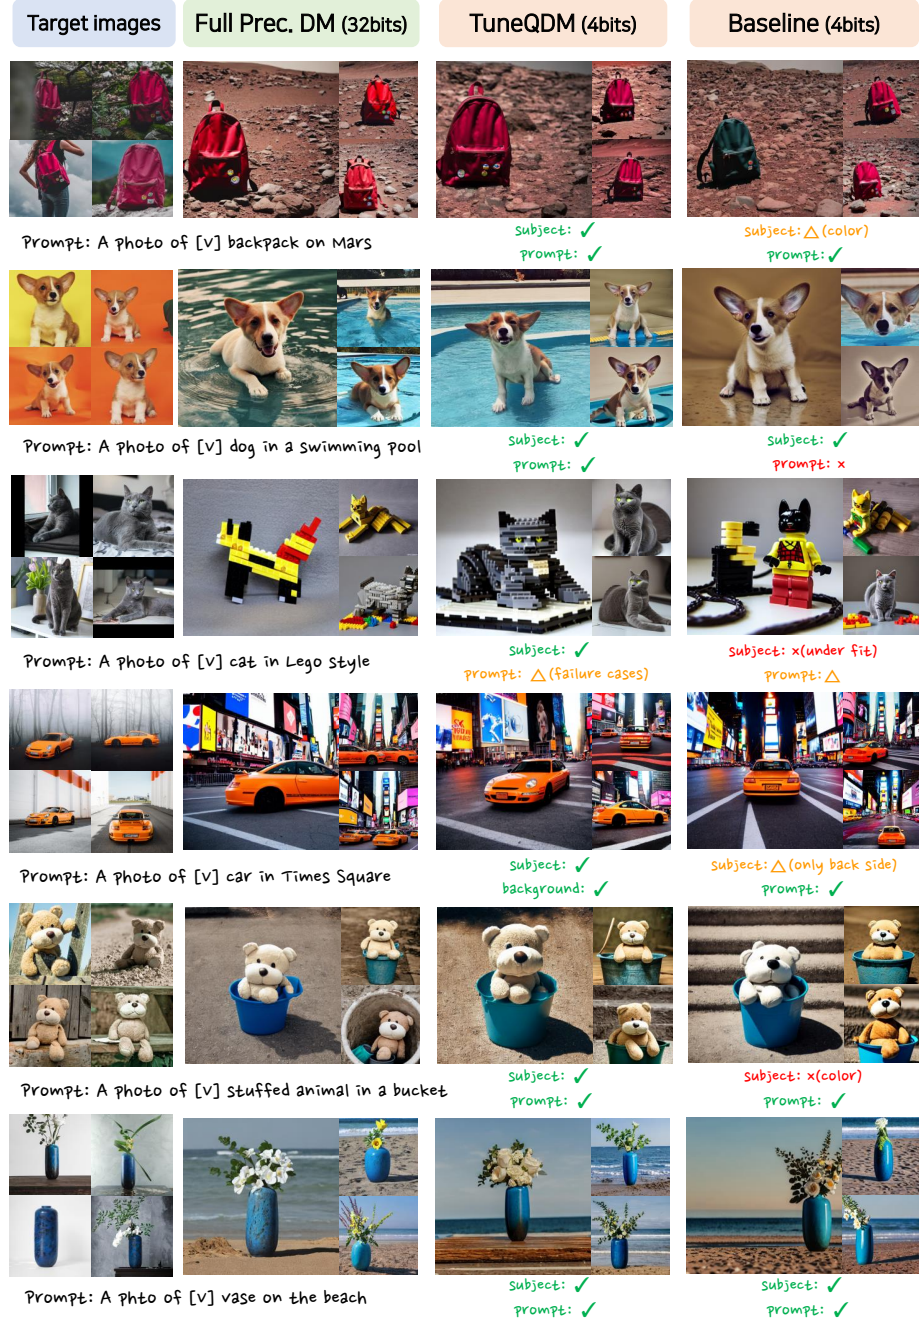 Target images
Full Prec. DM (32bits)
TuneQDM (4bits)
Baseline (4bits)
Prompt: A photo of [V] backpack on Mars
subject: ✓
prompt: ✓
subject: △ (color)
prompt: ✓
Prompt: A photo of [V] dog in a swimming pool
subject: ✓
prompt: ✓
subject: ✓
prompt: x
Prompt: A photo of [V] cat in Lego style
subject: ✓
prompt: △ (failure cases)
subject: x(under fit)
prompt: △
Prompt: A photo of [V] car in Times Square
subject: ✓
background: ✓
subject: △ (only back side)
prompt: ✓
Prompt: A photo of [V] stuffed animal in a bucket
subject: ✓
prompt: ✓
subject: x(color)
prompt: ✓
Prompt: A phto of [V] vase on the beach
subject: ✓
prompt: ✓
subject: ✓
prompt: ✓